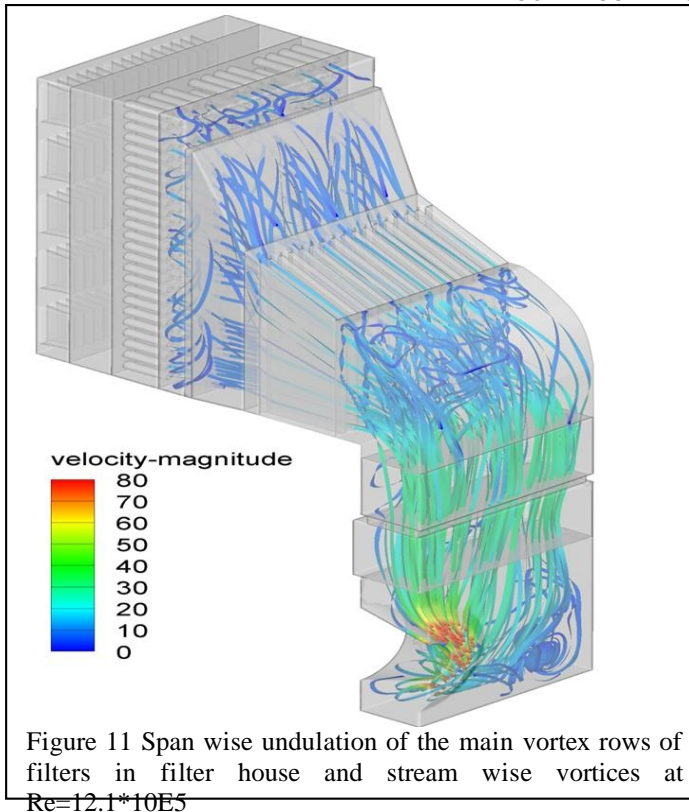 velocity-magnitude
80
70
60
50
40
30
20
10
0
Figure 11 Span wise undulation of the main vortex rows of
filters in filter house and stream wise vortices at
Re=12.1*10E5